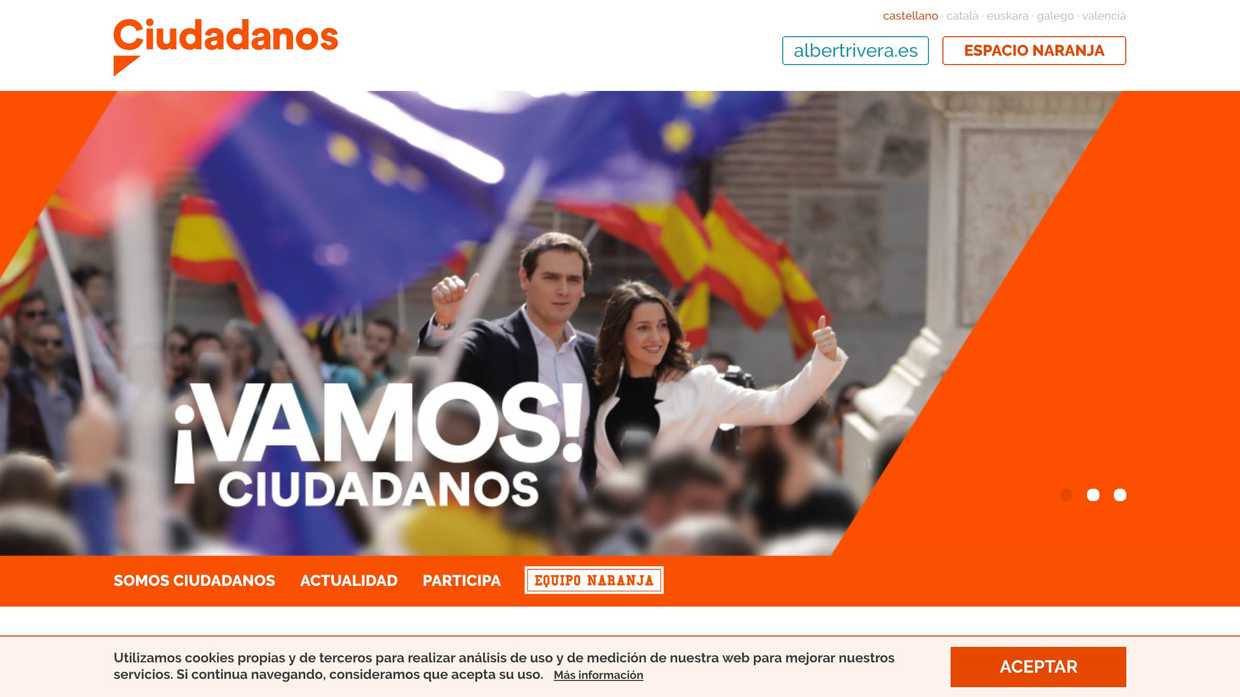 Ciudadanos
castellano · català · euskara · galego · valencià
albertrivera.es
ESPACIO NARANJA
¡VAMOS!
CIUDADANOS
SOMOS CIUDADANOS
ACTUALIDAD
PARTICIPA
EQUIPO NARANJA
Utilizamos cookies propias y de terceros para realizar análisis de uso y de medición de nuestra web para mejorar nuestros
servicios. Si continua navegando, consideramos que acepta su uso. Más información
ACEPTAR